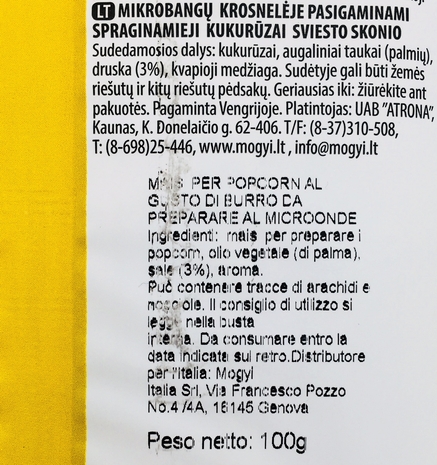 LT MIKROBANGŲ KROSNELĖJE PASIGAMINAMI
SPRAGINAMIEJI KUKURŪZAI SVIESTO SKONIO
Sudedamosios dalys: kukurūzai, augaliniai taukai (palmių),
druska (3%), kvapioji medžiaga. Sudėtyje gali būti žemės
riešutų ir kitų riešutų pėdsakų. Geriausias iki: žiūrėkite ant
pakuotės. Pagaminta Vengrijoje. Platintojas: UAB "ATRONA",
Kaunas, K. Donelaičio g. 62-406. T/F: (8-37)310-508,
T: (8-698)25-446, www.mogyi.lt , info@mogyi.lt
MAIS PER POPCORN AL
GUSTO DI BURRO DA
PREPARARE AL MICROONDE
Ingredienti: mais per preparare i
popcorn, olio vegetale (di palma),
sale (3%), aroma.
Può contenere tracce di arachidi e
nocciole. Il consiglio di utilizzo si
legge nella busta
interna. Da consumare entro la
data indicata sul retro.Distributore
per l'Italia: Mogyi
Italia Srl, Via Francesco Pozzo
No.4 /4A, 16145 Genova
Peso netto: 100g